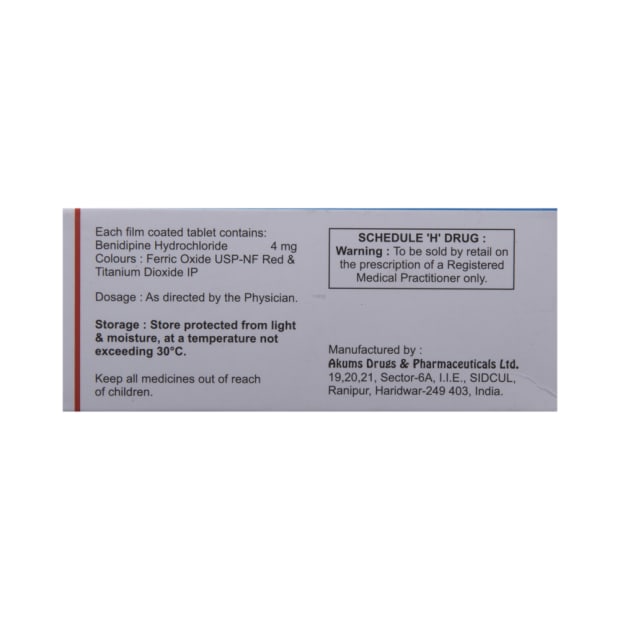 Each film coated tablet contains:
Benidipine Hydrochloride 4 mg
Colours : Ferric Oxide USP-NF Red &
Titanium Dioxide IP
Dosage : As directed by the Physician.
Storage : Store protected from light
& moisture, at a temperature not
exceeding 30°C.
Keep all medicines out of reach
of children.
SCHEDULE 'H' DRUG :
Warning : To be sold by retail on
the prescription of a Registered
Medical Practitioner only.
Manufactured by :
Akums Drugs & Pharmaceuticals Ltd.
19,20,21, Sector-6A, I.I.E., SIDCUL,
Ranipur, Haridwar-249 403, India.